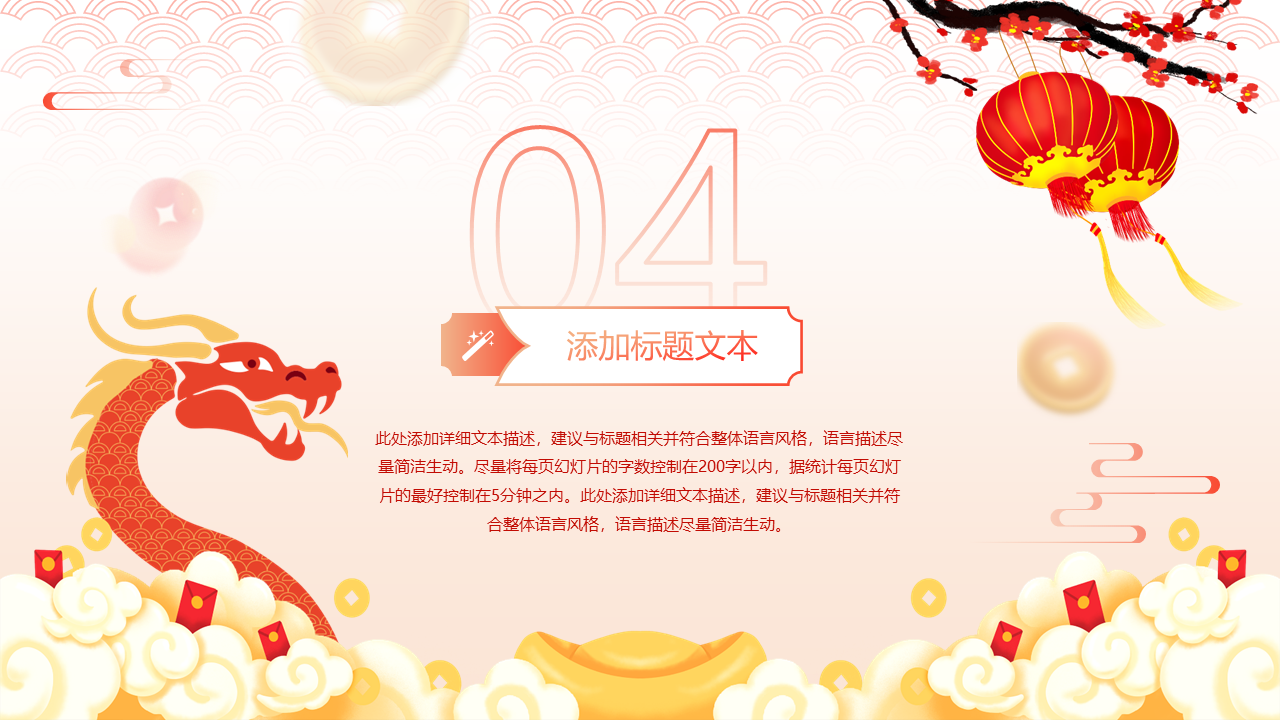 04
添加标题文本
此处添加详细文本描述，建议与标题相关并符合整体语言风格，语言描述尽
量简洁生动。尽量将每页幻灯片的字数控制在200字以内，据统计每页幻灯
片的最好控制在5分钟之内。此处添加详细文本描述，建议与标题相关并符
合整体语言风格，语言描述尽量简洁生动。